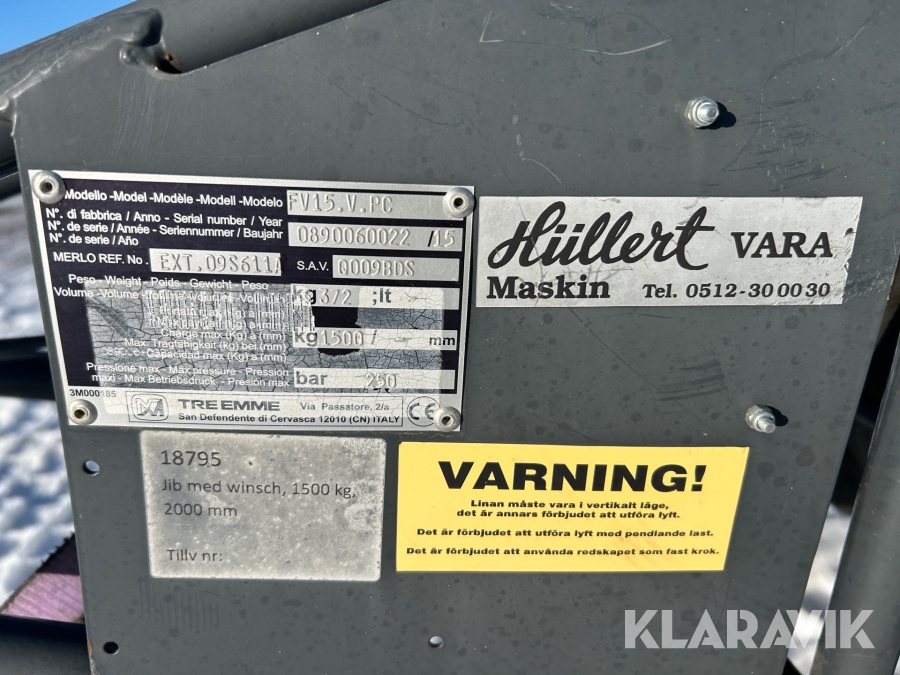 Modello -Model -Modèle -Modell -Modelo FV15.V.PC
N°. di fabbrica / Anno - Serial number / Year
N°. de serie / Année - Seriennummer / Baujahr 0890060022 /15
N°. de serie / Año
MERLO REF. No. EXT.09S611A S.A.V. Q009BDS
Peso - Weight - Poids - Gewicht - Peso
Volume -Volume kg 372 ;lt
Charge max (Kg) a (mm)
Max. Tragfähigkeit (kg) bei (mm) kg 1500/ mm
Capacidad max (Kg) a (mm)
Pressione max - Max pressure - Pression
maxi - Max Betriebsdruck - Presión max bar 250
3M000185
TREEMME Via Passatore, 2/a
San Defendente di Cervasca 12010 (CN) ITALY CE
Hüllert VARA
Maskin Tel. 0512-300030
18795
Jib med winsch, 1500 kg,
2000 mm
Tillv nr:
VARNING!
Linan måste vara i vertikalt läge,
det är annars förbjudet att utföra lyft.
Det är förbjudet att utföra lyft med pendlande last.
Det är förbjudet att använda redskapet som fast krok.
KLARAVIK